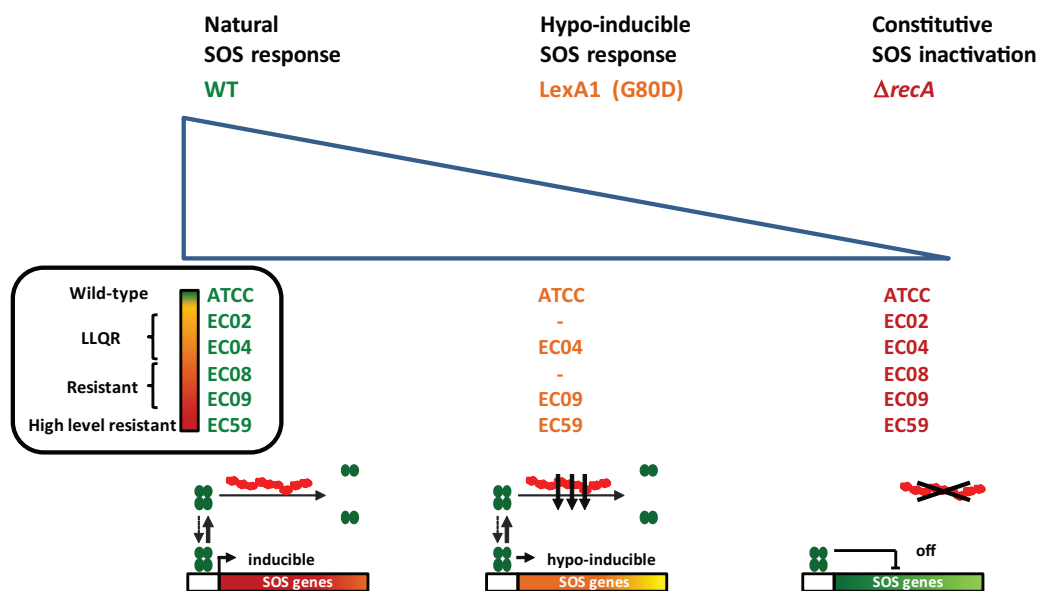 Natural
SOS response
WT
Hypo-inducible
SOS response
LexA1 (G80D)
Constitutive
SOS inactivation
ΔrecA
Wild-type
LLQR
Resistant
High level resistant
ATCC
EC02
EC04
EC08
EC09
EC59
ATCC
-
EC04
-
EC09
EC59
ATCC
EC02
EC04
EC08
EC09
EC59
inducible
SOS genes
hypo-inducible
SOS genes
off
SOS genes